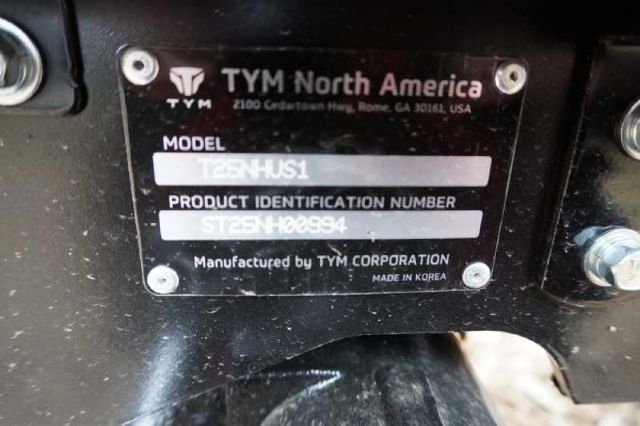 TYM
TYM North America
2100 Cedartown Hwy, Rome, GA 30161, USA
MODEL
T25NHUS1
PRODUCT IDENTIFICATION NUMBER
ST25NH00994
Manufactured by TYM CORPORATION
MADE IN KOREA